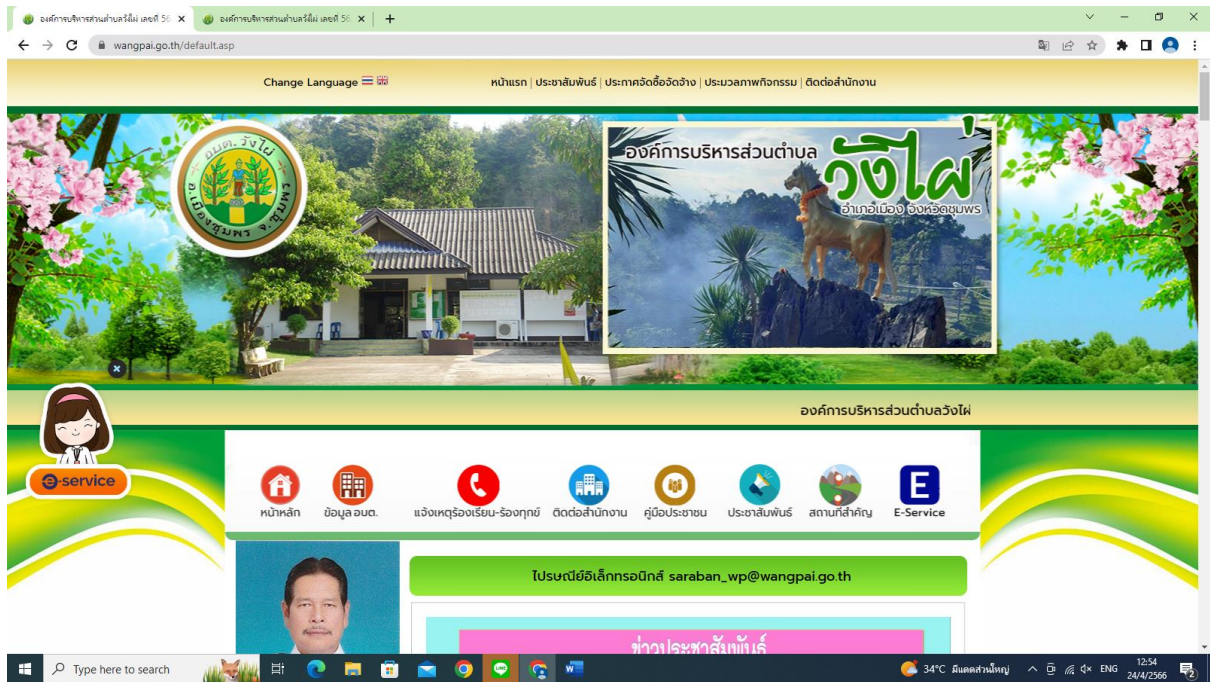 องค์การบริหารส่วนตำบลวังไผ่ เลขที่ 56
องค์การบริหารส่วนตำบลวังไผ่ เลขที่ 56
wangpai.go.th/default.asp
Change Language
หน้าแรก | ประชาสัมพันธ์ | ประกาศจัดซื้อจัดจ้าง | ประมวลภาพกิจกรรม | ติดต่อสำนักงาน
อบต.วังไผ่
อ.เมืองชุมพร จ.ชุมพร
องค์การบริหารส่วนตำบล
วังไผ่
อำเภอเมือง จังหวัดชุมพร
องค์การบริหารส่วนตำบลวังไผ่
e-service
หน้าหลัก ข้อมูล อบต. แจ้งเหตุร้องเรียน-ร้องทุกข์ ติดต่อสำนักงาน คู่มือประชาชน ประชาสัมพันธ์ สถานที่สำคัญ E-Service
ไปรษณีย์อิเล็กทรอนิกส์ saraban_wp@wangpai.go.th
ข่าวประชาสัมพันธ์
Type here to search
34°C มีแดดส่วนใหญ่
ENG
12:54
24/4/2566